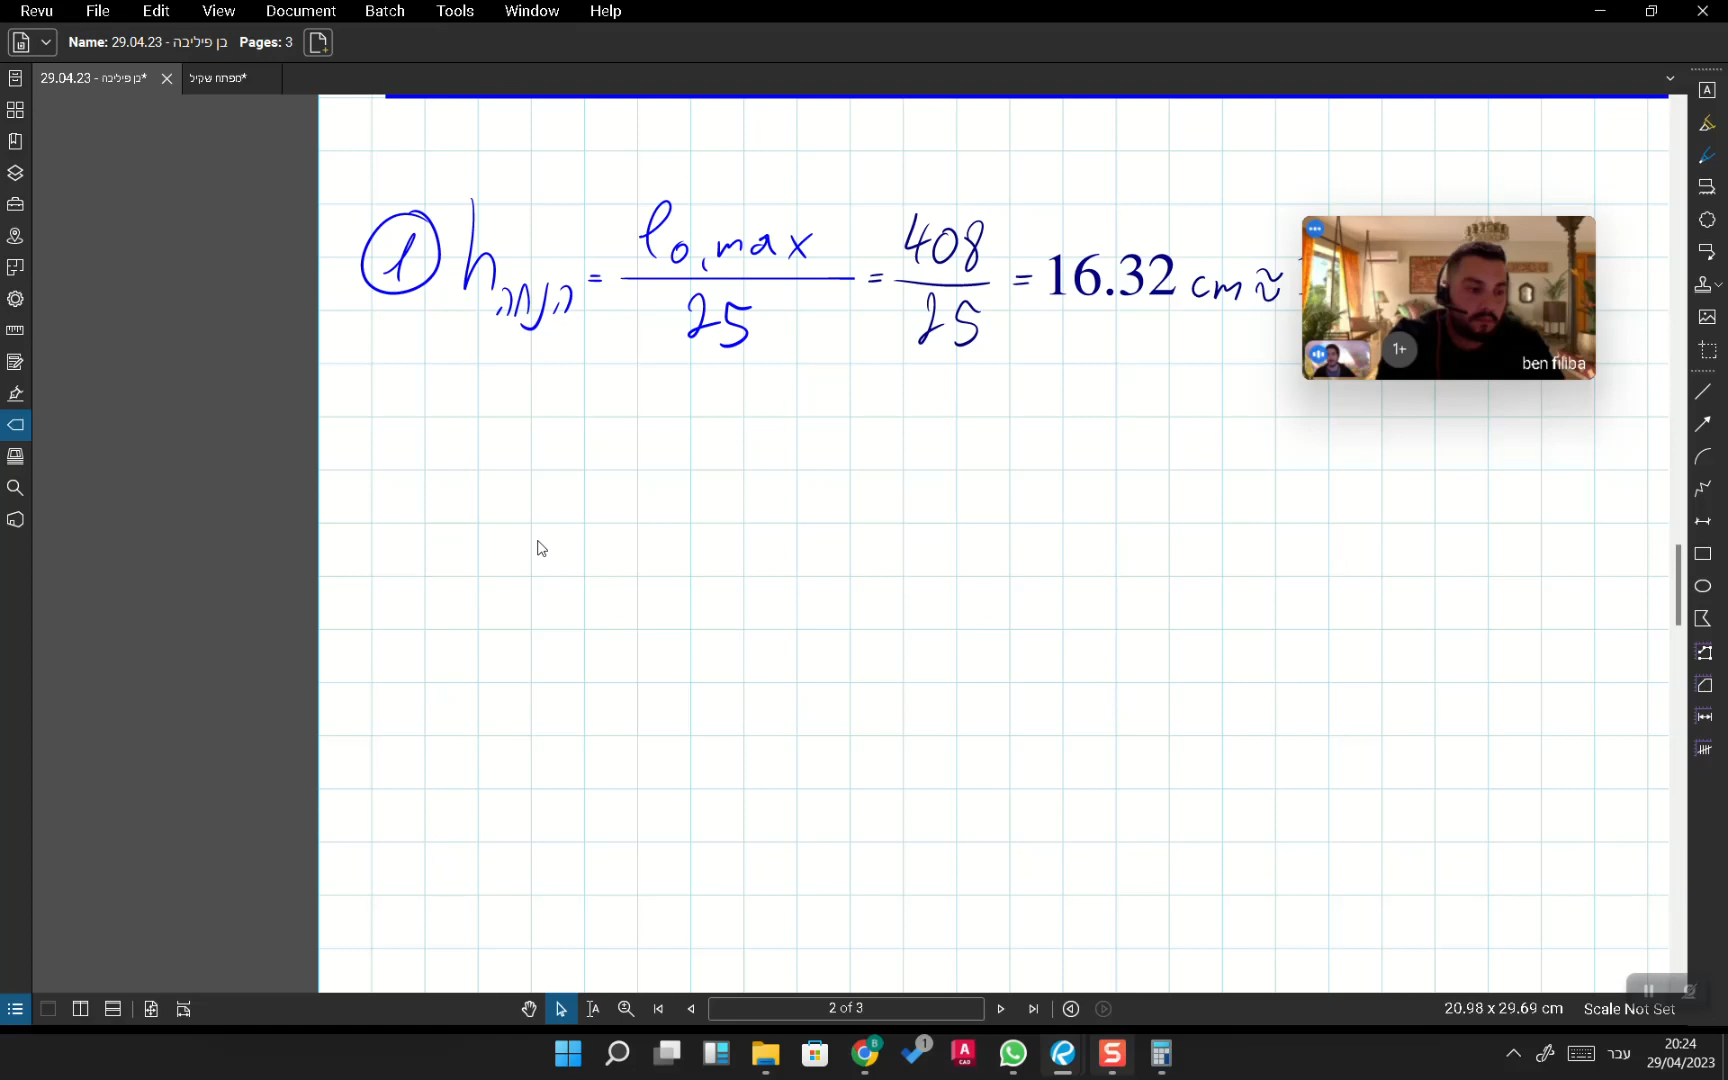 Revu File Edit View Document Batch Tools Window Help
Name: 29.04.23 - בן פיליבה Pages: 3
29.04.23 - בן פיליבה*
מפתח שקיל*
① h הנחה = l o,max / 25 = 408 / 25 = 16.32 cm ≈
1+
ben filiba
2 of 3
20.98 x 29.69 cm Scale Not Set
B
1
CAD
S
עבר
20:24
29/04/2023